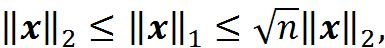 ‖𝒙‖₂ ≤ ‖𝒙‖₁ ≤ √n‖𝒙‖₂,